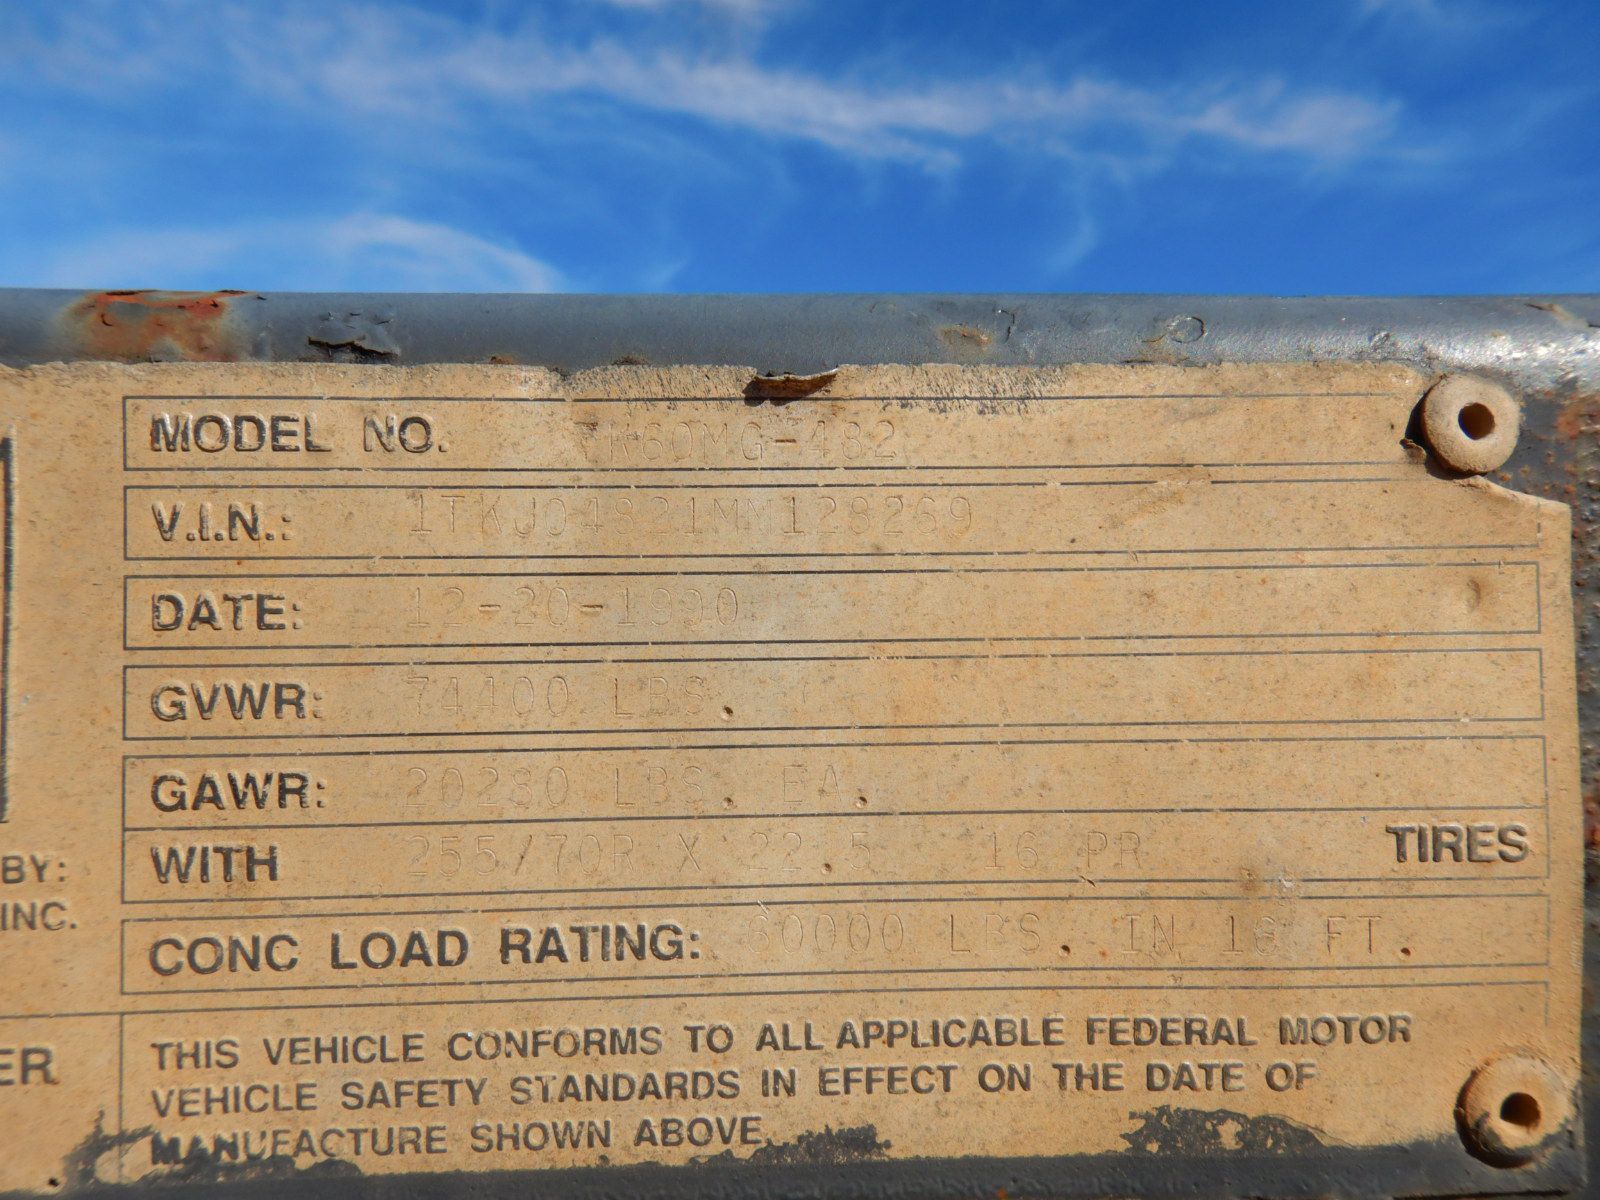 MODEL NO. TK60MG-482
V.I.N.: 1TKJ04821MM128269
DATE: 12-20-1990
GVWR: 74400 LBS.
GAWR: 20280 LBS. EA.
WITH 255/70R X 22.5 16 PR TIRES
BY:
INC.
CONC LOAD RATING: 60000 LBS. IN 16 FT.
ER
THIS VEHICLE CONFORMS TO ALL APPLICABLE FEDERAL MOTOR
VEHICLE SAFETY STANDARDS IN EFFECT ON THE DATE OF
MANUFACTURE SHOWN ABOVE.